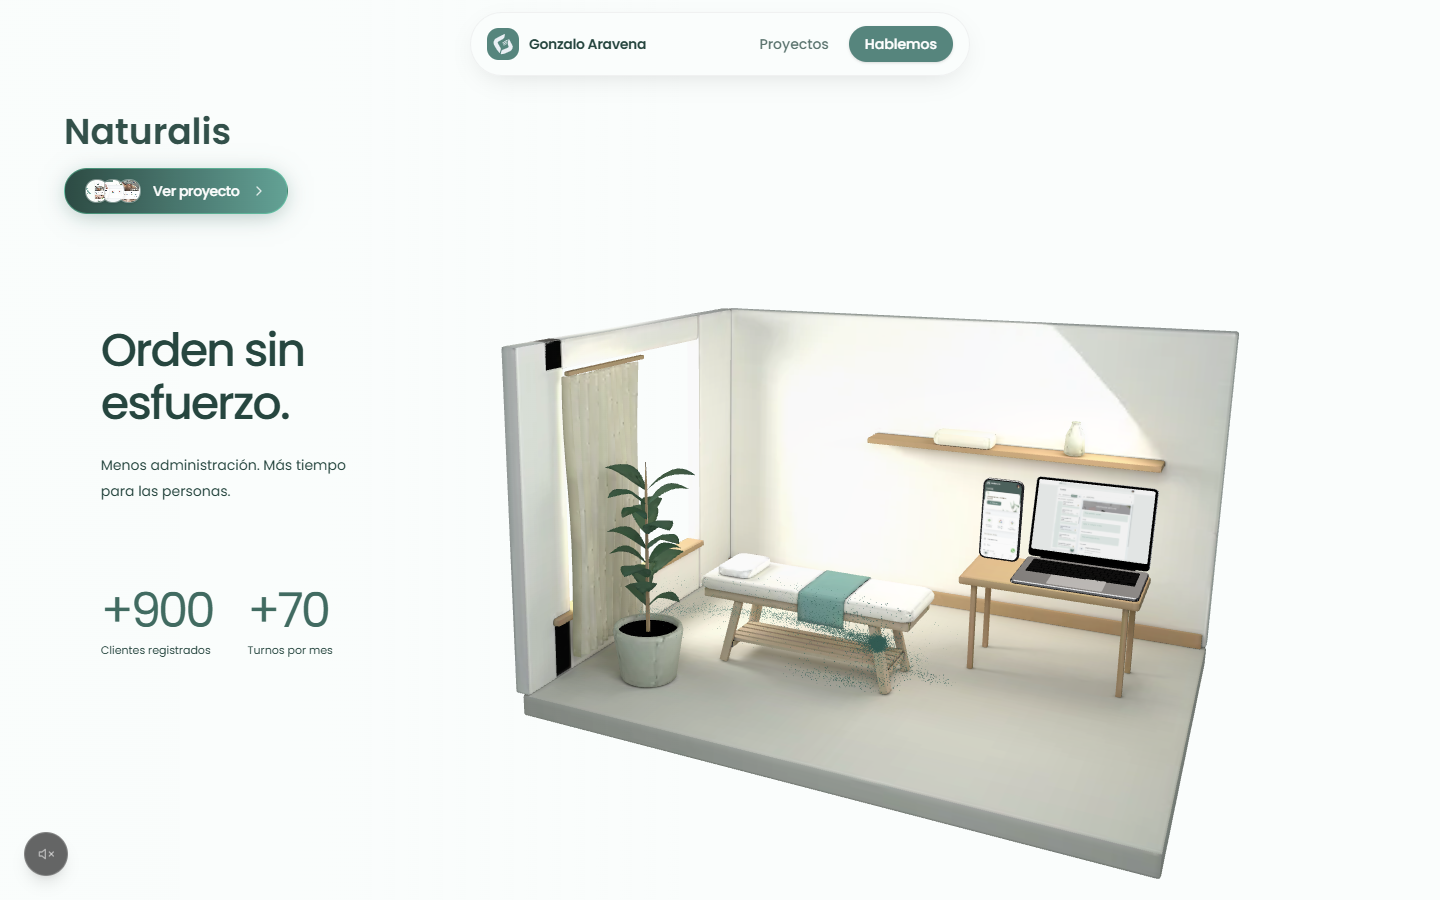 Gonzalo Aravena
Proyectos
Hablemos
Naturalis
Ver proyecto
Orden sin
esfuerzo.
Menos administración. Más tiempo
para las personas.
+900
Clientes registrados
+70
Turnos por mes